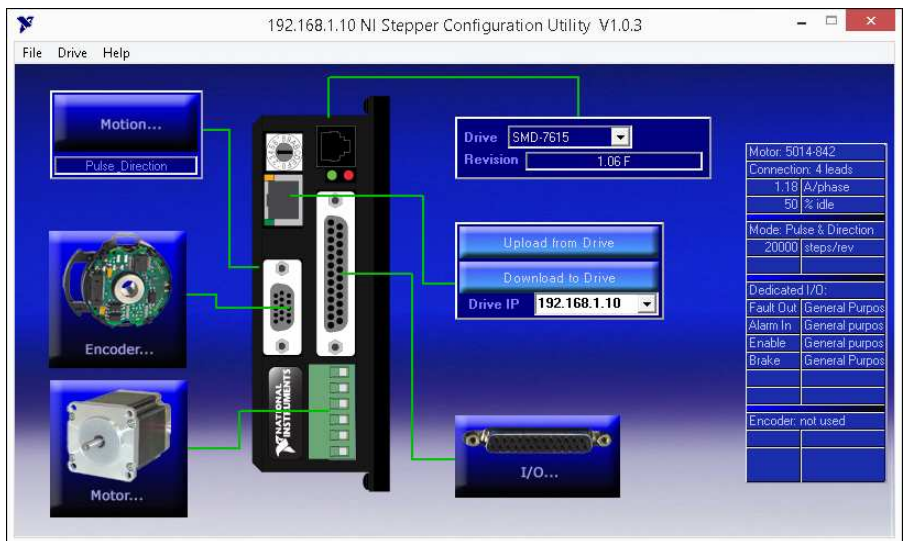 192.168.1.10 NI Stepper Configuration Utility V1.0.3
File Drive Help
Motion...
Pulse_Direction
Encoder...
Motor...
NATIONAL
INSTRUMENTS
Drive SMD-7615
Revision 1.06 F
Upload from Drive
Download to Drive
Drive IP 192.168.1.10
I/O...
Motor: 5014-842
Connection: 4 leads
1.18 A/phase
50 % idle
Mode: Pulse & Direction
20000 steps/rev
Dedicated I/O:
Fault Out General Purpos
Alarm In General purpos
Enable General purpos
Brake General Purpos
Encoder: not used